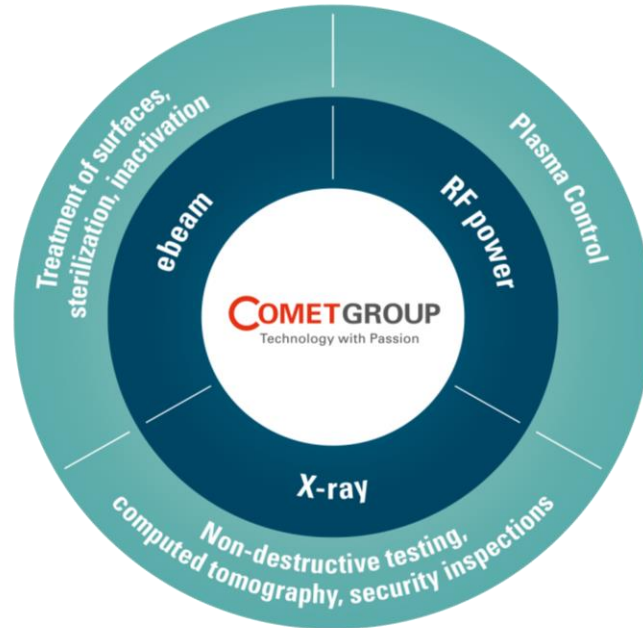 Treatment of surfaces,
sterilization, inactivation
ebeam
RF power
Plasma Control
COMETGROUP
Technology with Passion
X-ray
Non-destructive testing,
computed tomography, security inspections